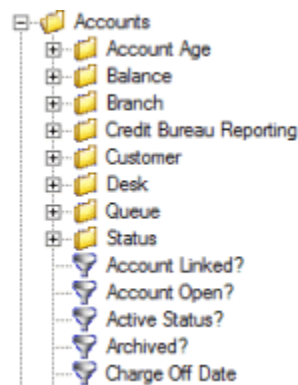 Accounts
Account Age
Balance
Branch
Credit Bureau Reporting
Customer
Desk
Queue
Status
Account Linked?
Account Open?
Active Status?
Archived?
Charge Off Date